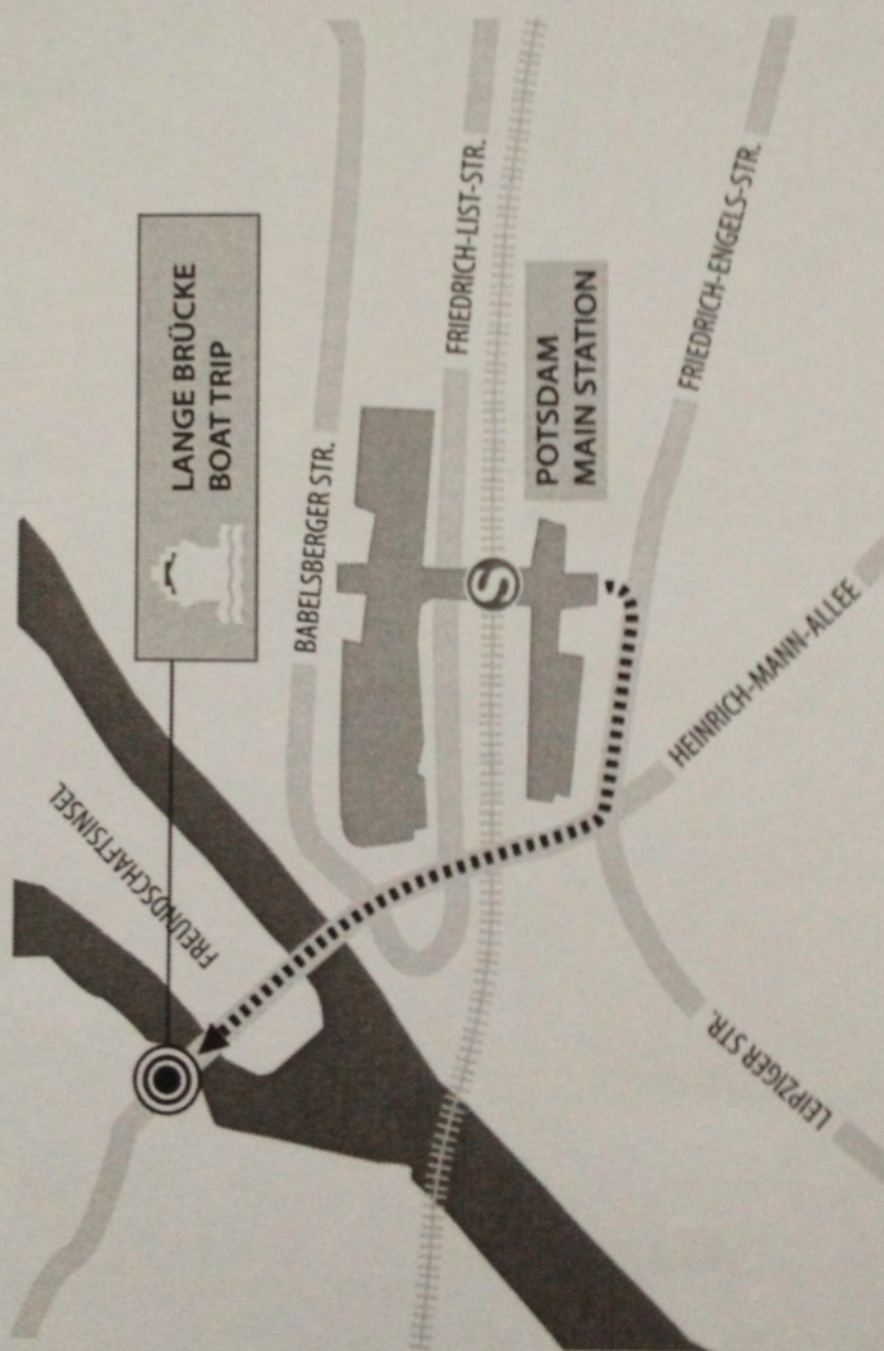 LANGE BRÜCKE
BOAT TRIP
FREUNDSCHAFTSINSEL
BABELSBERGER STR.
FRIEDRICH-LIST-STR.
S
POTSDAM
MAIN STATION
FRIEDRICH-ENGELS-STR.
HEINRICH-MANN-ALLEE
LEIPZIGER STR.